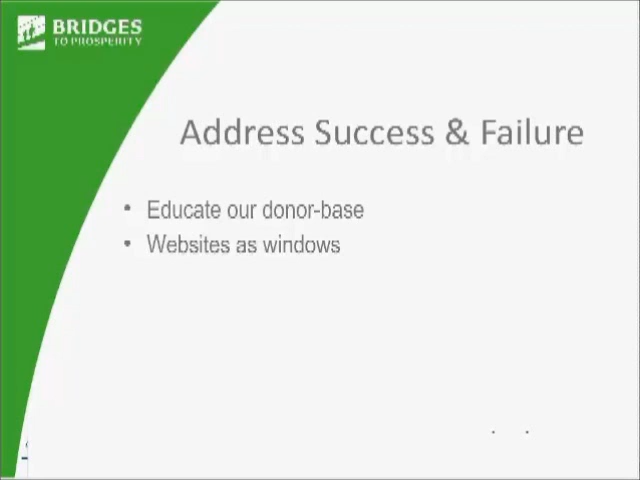 BRIDGES
TO PROSPERITY
Address Success & Failure
• Educate our donor-base
• Websites as windows